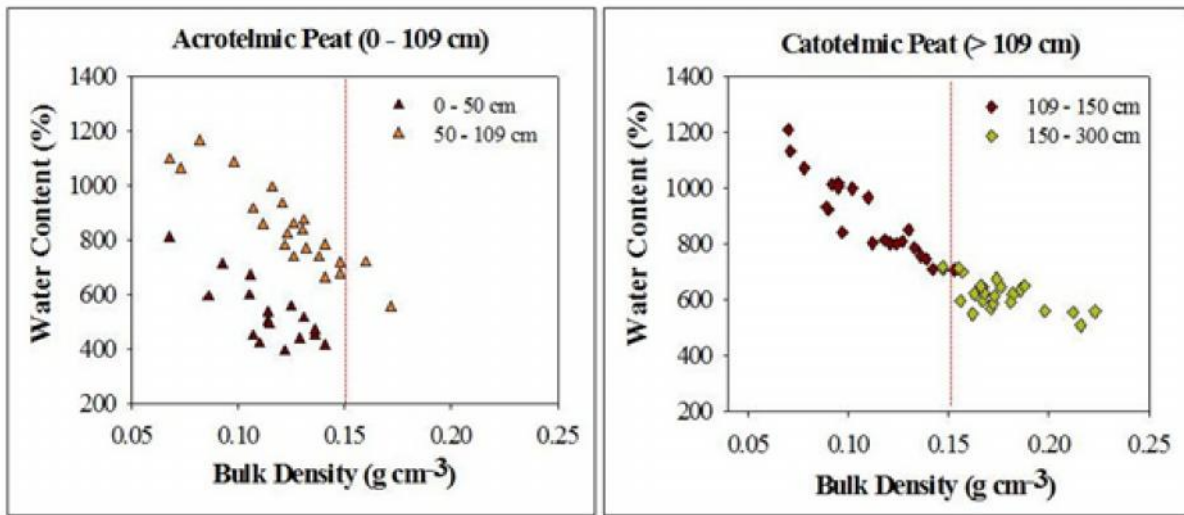 Acrotelmic Peat (0 - 109 cm)
1400
1200
1000
800
600
400
200
Water Content (%)
0 - 50 cm
50 - 109 cm
0.05 0.10 0.15 0.20 0.25
Bulk Density (g cm-3)
Catotelmic Peat (> 109 cm)
1400
1200
1000
800
600
400
200
Water Content (%)
109 - 150 cm
150 - 300 cm
0.05 0.10 0.15 0.20 0.25
Bulk Density (g cm-3)